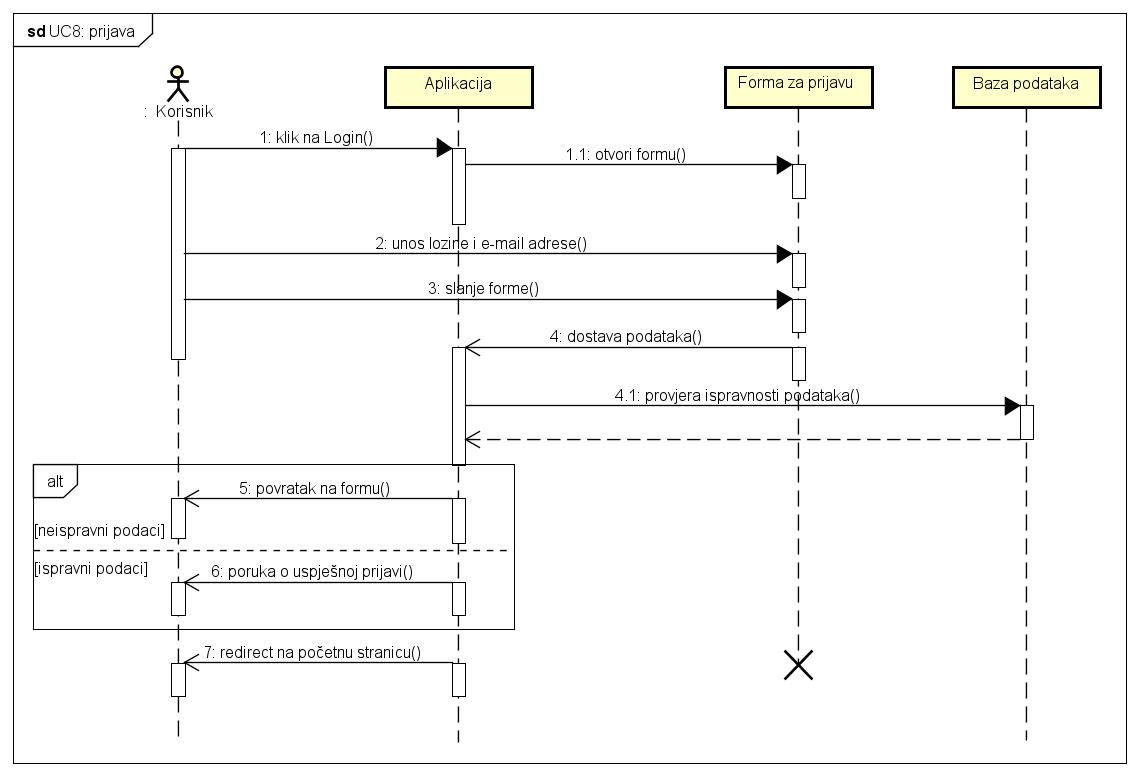 sd UC8: prijava
: Korisnik
Aplikacija
Forma za prijavu
Baza podataka
1: klik na Login()
1.1: otvori formu()
2: unos lozine i e-mail adrese()
3: slanje forme()
4: dostava podataka()
4.1: provjera ispravnosti podataka()
alt
5: povratak na formu()
[neispravni podaci]
[ispravni podaci]
6: poruka o uspješnoj prijavi()
7: redirect na početnu stranicu()